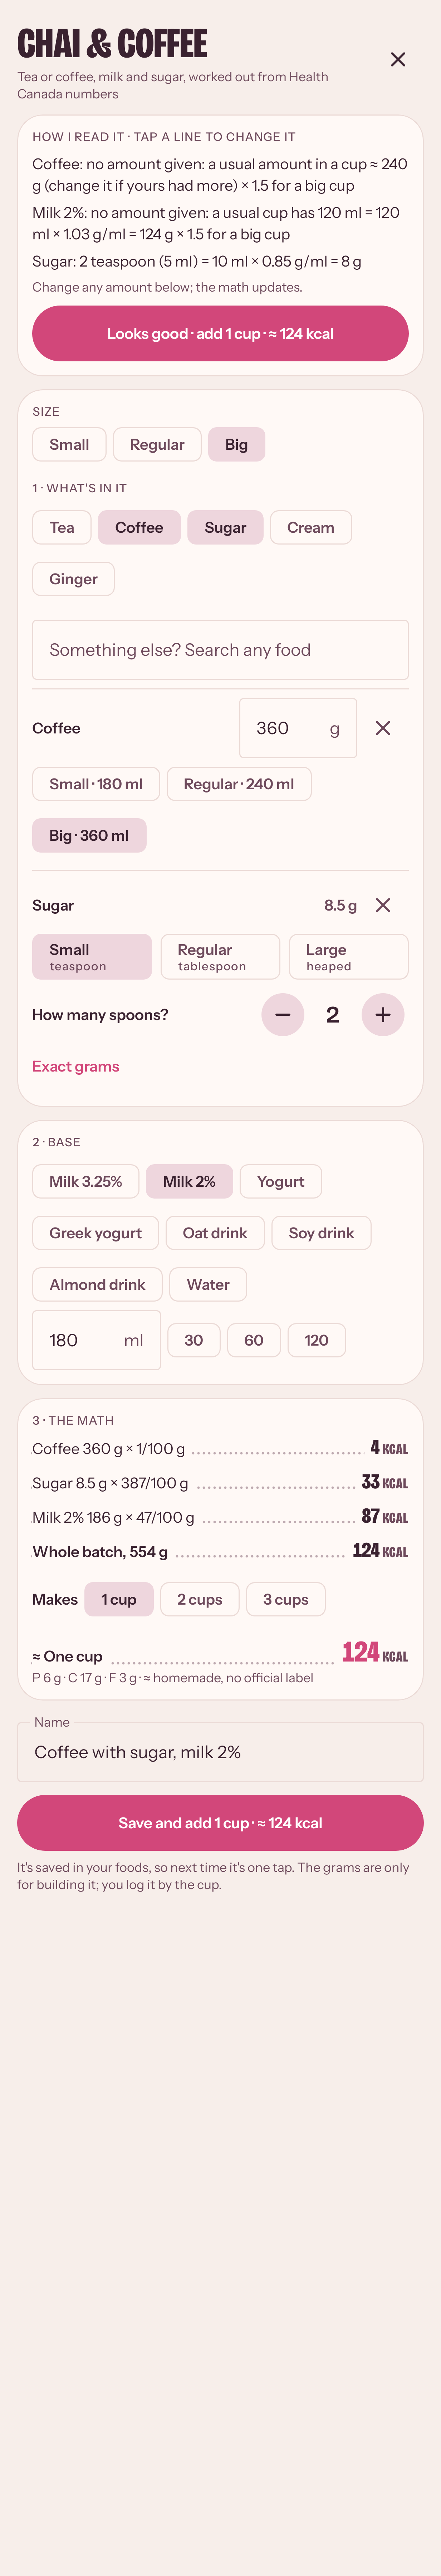 CHAI & COFFEE
Tea or coffee, milk and sugar, worked out from Health
Canada numbers
HOW I READ IT · TAP A LINE TO CHANGE IT
Coffee: no amount given: a usual amount in a cup ≈ 240
g (change it if yours had more) × 1.5 for a big cup
Milk 2%: no amount given: a usual cup has 120 ml = 120
ml × 1.03 g/ml = 124 g × 1.5 for a big cup
Sugar: 2 teaspoon (5 ml) = 10 ml × 0.85 g/ml = 8 g
Change any amount below; the math updates.
Looks good · add 1 cup · ≈ 124 kcal
SIZE
Small Regular Big
1 · WHAT'S IN IT
Tea Coffee Sugar Cream
Ginger
Something else? Search any food
Coffee 360 g
Small · 180 ml Regular · 240 ml
Big · 360 ml
Sugar 8.5 g
Small Regular Large
teaspoon tablespoon heaped
How many spoons? 2
Exact grams
2 · BASE
Milk 3.25% Milk 2% Yogurt
Greek yogurt Oat drink Soy drink
Almond drink Water
180 ml 30 60 120
3 · THE MATH
Coffee 360 g × 1/100 g 4 KCAL
Sugar 8.5 g × 387/100 g 33 KCAL
Milk 2% 186 g × 47/100 g 87 KCAL
Whole batch, 554 g 124 KCAL
Makes 1 cup 2 cups 3 cups
≈ One cup 124 KCAL
P 6 g · C 17 g · F 3 g · ≈ homemade, no official label
Name
Coffee with sugar, milk 2%
Save and add 1 cup · ≈ 124 kcal
It's saved in your foods, so next time it's one tap. The grams are only
for building it; you log it by the cup.